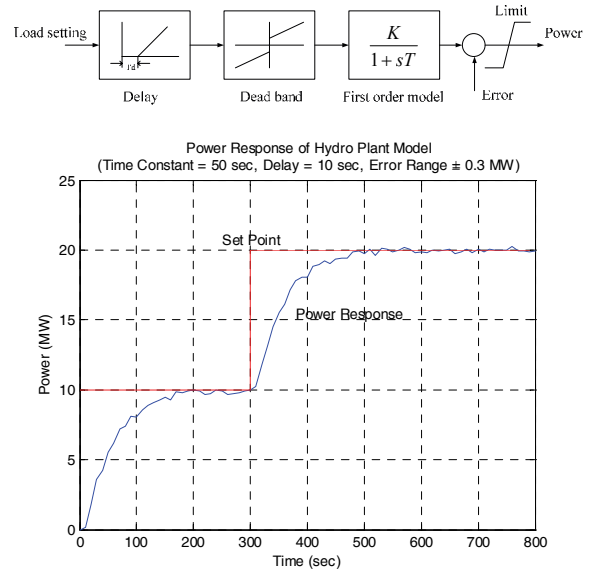 Load setting
Td
K
1 + sT
Limit
Power
Delay
Dead band
First order model
Error
Power Response of Hydro Plant Model
(Time Constant = 50 sec, Delay = 10 sec, Error Range ± 0.3 MW)
25
20
15
10
5
0
Power (MW)
Set Point
Power Response
0
100
200
300
400
500
600
700
800
Time (sec)